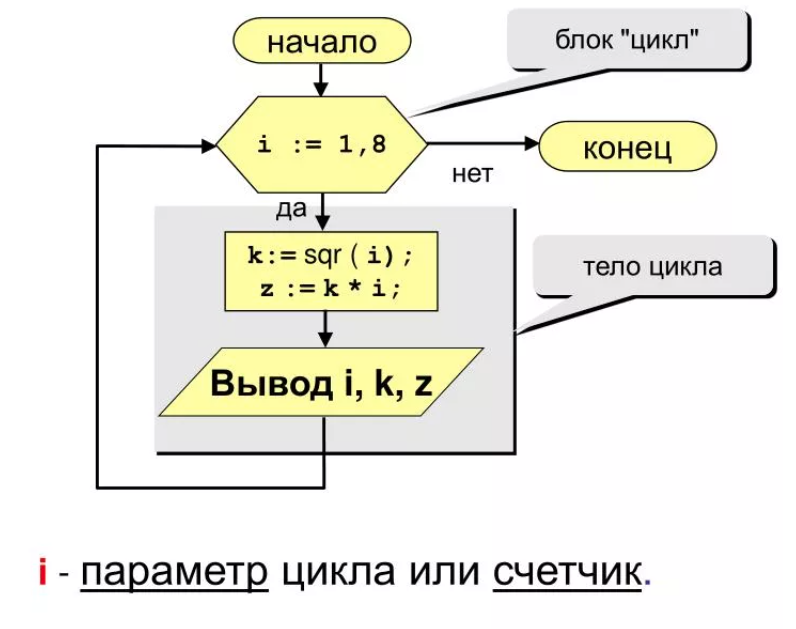 начало
блок "цикл"
i := 1,8
конец
нет
да
k:= sqr ( i) ;
z := k * i;
тело цикла
Вывод i, k, z
i - параметр цикла или счетчик.